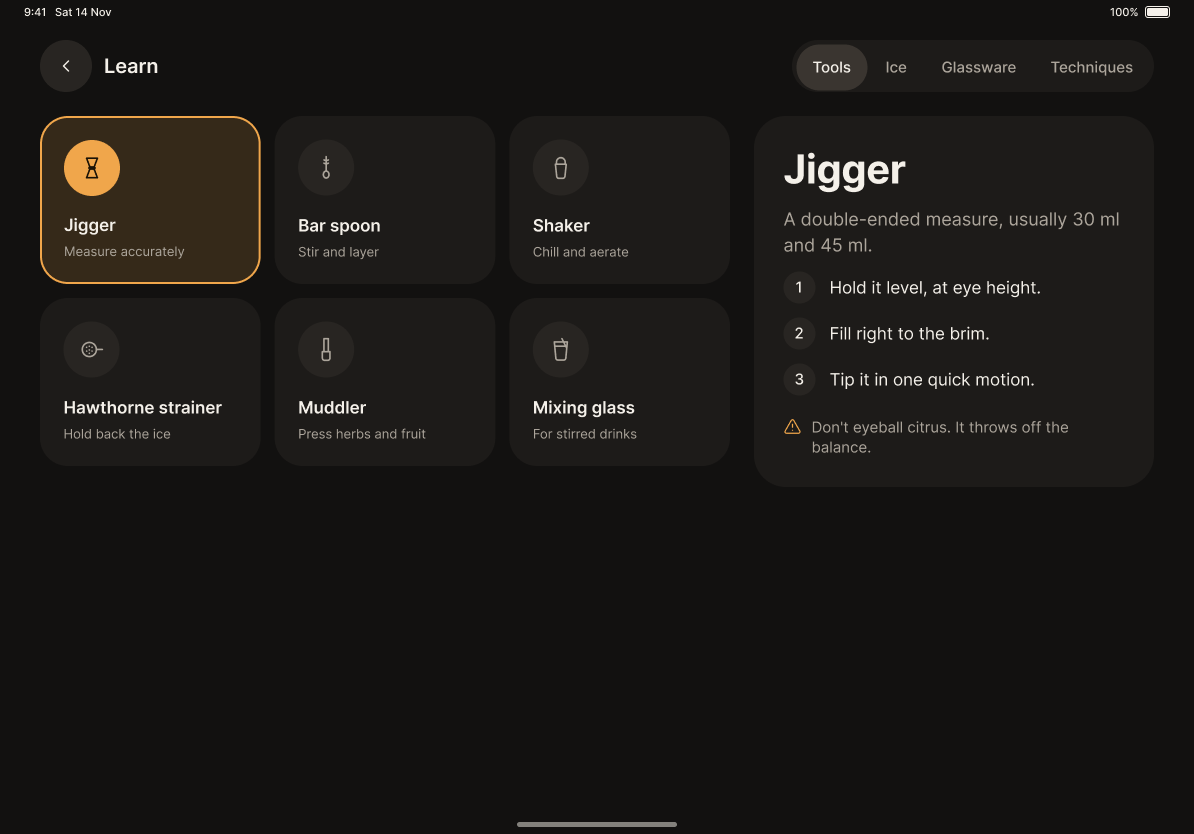 9:41 Sat 14 Nov
100%
Learn
Tools
Ice
Glassware
Techniques
Jigger
Measure accurately
Bar spoon
Stir and layer
Shaker
Chill and aerate
Hawthorne strainer
Hold back the ice
Muddler
Press herbs and fruit
Mixing glass
For stirred drinks
Jigger
A double-ended measure, usually 30 ml
and 45 ml.
1 Hold it level, at eye height.
2 Fill right to the brim.
3 Tip it in one quick motion.
Don't eyeball citrus. It throws off the
balance.